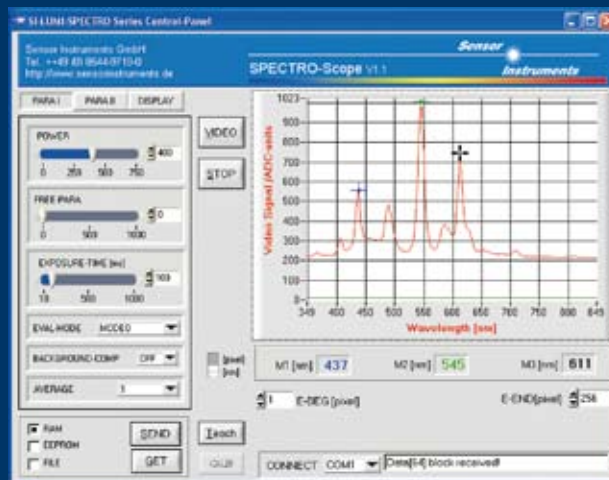 SI-LUMI-SPECTRO Series Control-Panel
Sensor Instruments GmbH
Tel. ++49 (0) 8544-9719-0
http://www.sensorinstruments.de
SPECTRO-Scope V1.1
Sensor
Instruments
PARA I
PARA II
DISPLAY
POWER
400
0 250 500 750
FREE PARA
0
0 500 1000
EXPOSURE-TIME [ms]
100
10 500 1000
EVAL-MODE MODE0
BACKGROUND-COMP OFF
AVERAGE 1
RAM
EEPROM
FILE
SEND
GET
VIDEO
STOP
[pixel]
[nm]
Teach
Video Signal [ADC-units]
1023
900
800
700
600
500
400
300
200
100
0
349 400 450 500 550 600 650 700 750 800 849
Wavelength [nm]
M1 [nm] 437
M2 [nm] 545
M3 [nm] 611
1 E-BEG [pixel]
E-END[pixel] 256
CONNECT COM1
Data[64] block received!